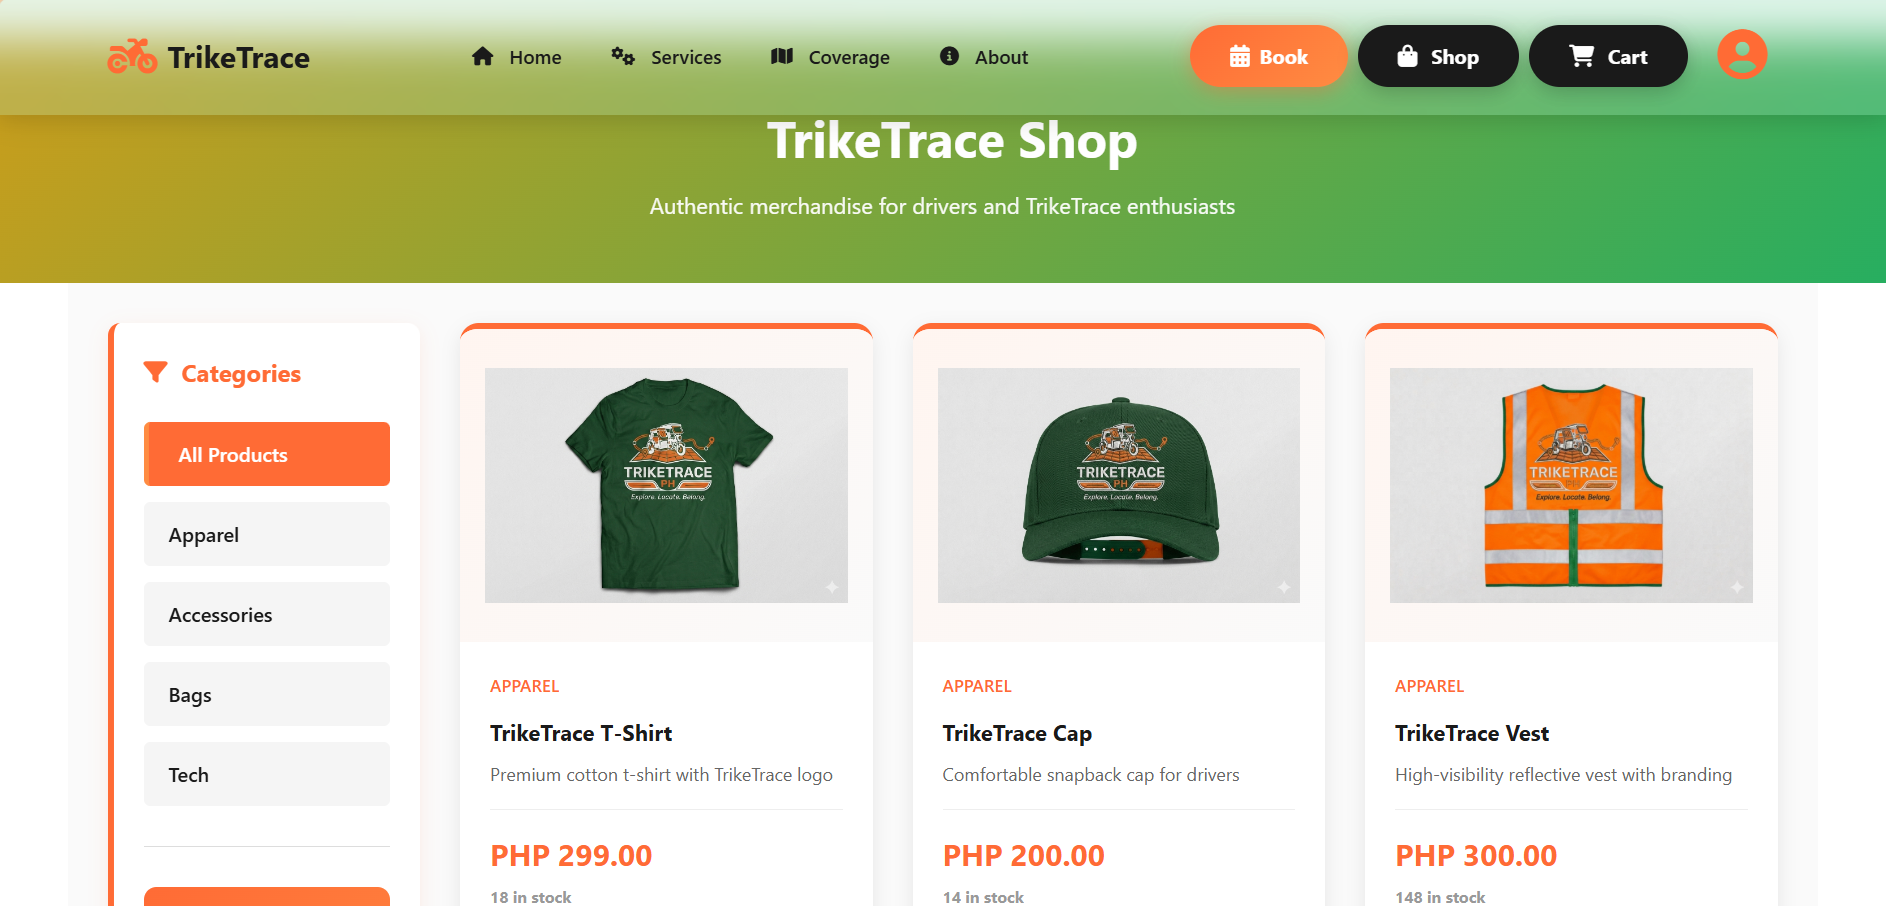 TrikeTrace
Home
Services
Coverage
About
Book
Shop
Cart
TrikeTrace Shop
Authentic merchandise for drivers and TrikeTrace enthusiasts
Categories
All Products
Apparel
Accessories
Bags
Tech
TRIKETRACE
PH
Explore. Locate. Belong.
APPAREL
TrikeTrace T-Shirt
Premium cotton t-shirt with TrikeTrace logo
PHP 299.00
18 in stock
TRIKETRACE
PH
Explore. Locate. Belong.
APPAREL
TrikeTrace Cap
Comfortable snapback cap for drivers
PHP 200.00
14 in stock
TRIKETRACE
PH
Explore. Locate. Belong.
APPAREL
TrikeTrace Vest
High-visibility reflective vest with branding
PHP 300.00
148 in stock